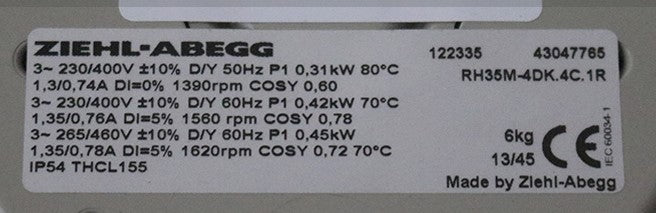 ZIEHL-ABEGG 122335 43047765
3~ 230/400V ±10% D/Y 50Hz P1 0,31kW 80°C RH35M-4DK.4C.1R
1,3/0,74A DI=0% 1390rpm COSY 0,60
3~ 230/400V ±10% D/Y 60Hz P1 0,42kW 70°C
1,35/0,76A DI=5% 1560 rpm COSY 0,78
3~ 265/460V ±10% D/Y 60Hz P1 0,45kW 6kg CE IEC 60034-1
1,35/0,78A DI=5% 1620rpm COSY 0,72 70°C 13/45
IP54 THCL155 Made by Ziehl-Abegg